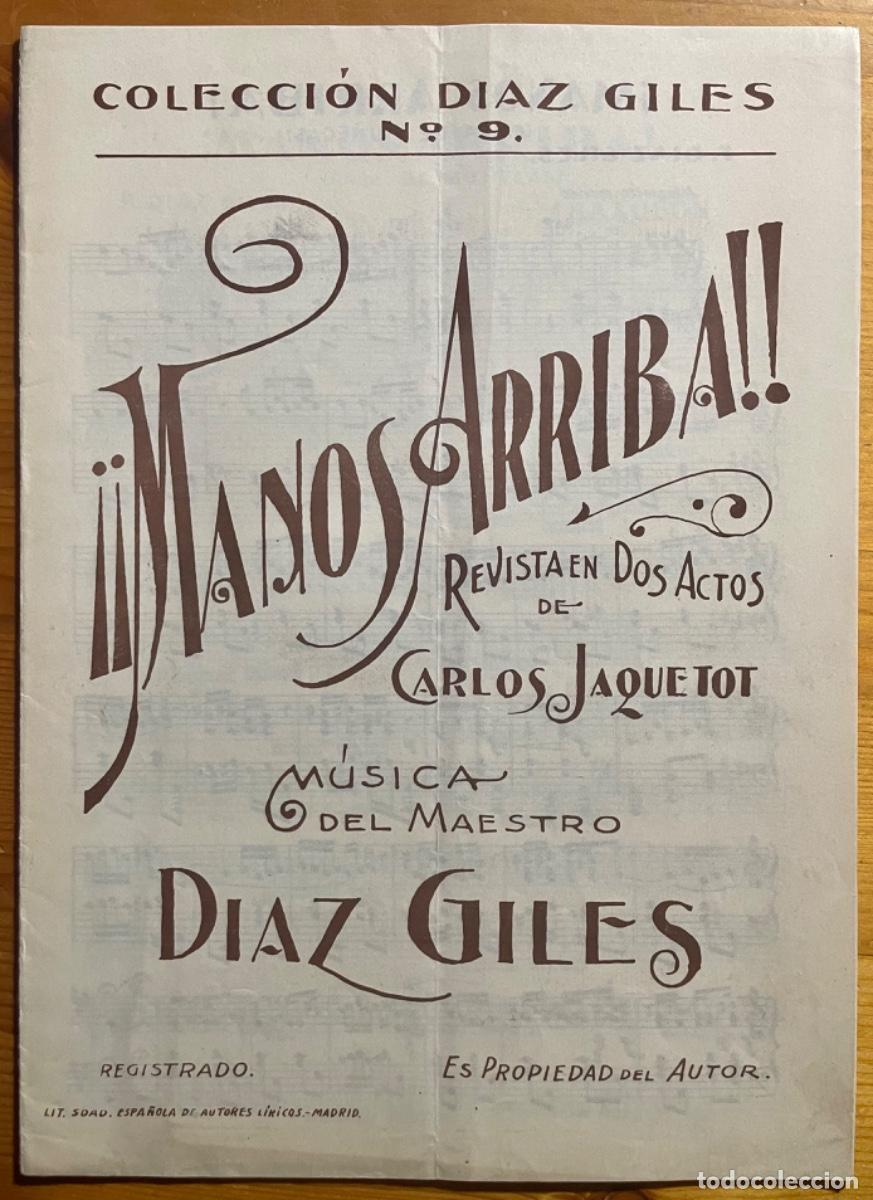 COLECCIÓN DIAZ GILES
Nº 9.
¡¡MANOS ARRIBA!!
REVISTA EN DOS ACTOS
DE
CARLOS JAQUETOT
MÚSICA
DEL MAESTRO
DIAZ GILES
REGISTRADO. ES PROPIEDAD DEL AUTOR.
LIT. SDAD. ESPAÑOLA DE AUTORES LÍRICOS.-MADRID.
todocoleccion